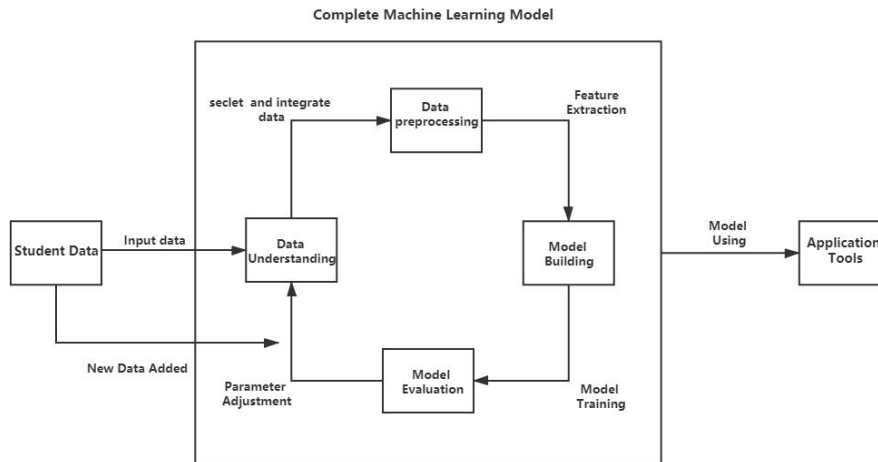 Complete Machine Learning Model
seclet and integrate
data
Data
preprocessing
Feature
Extraction
Student Data
Input data
Data
Understanding
Model
Building
Model
Using
Application
Tools
New Data Added
Parameter
Adjustment
Model
Evaluation
Model
Training